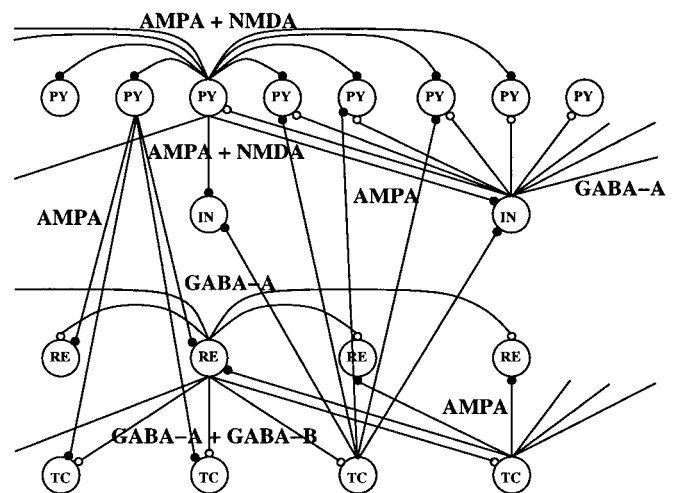 AMPA + NMDA
PY PY PY PY PY PY PY PY
AMPA + NMDA
GABA-A
AMPA
AMPA
IN IN
GABA-A
RE RE RE RE
AMPA
GABA-A + GABA-B
TC TC TC TC